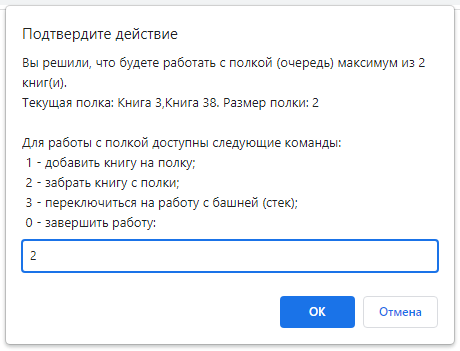 Подтвердите действие
Вы решили, что будете работать с полкой (очередь) максимум из 2
книг(и).
Текущая полка: Книга 3,Книга 38. Размер полки: 2
Для работы с полкой доступны следующие команды:
1 - добавить книгу на полку;
2 - забрать книгу с полки;
3 - переключиться на работу с башней (стек);
0 - завершить работу:
2
ОК
Отмена